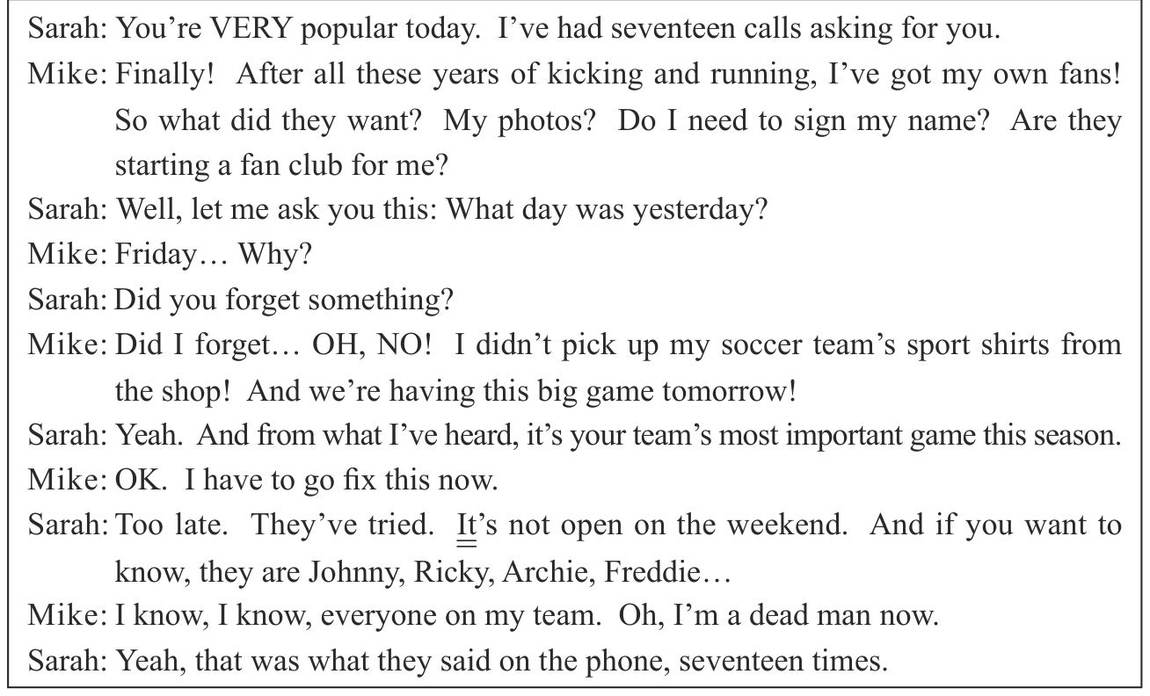 Sarah: You’re VERY popular today.  I’ve had seventeen calls asking for you.
Mike: Finally!  After all these years of kicking and running, I’ve got my own fans!
So what did they want?  My photos?  Do I need to sign my name?  Are they
starting a fan club for me?
Sarah: Well, let me ask you this: What day was yesterday?
Mike: Friday… Why?
Sarah: Did you forget something?
Mike: Did I forget… OH, NO!  I didn’t pick up my soccer team’s sport shirts from
the shop!  And we’re having this big game tomorrow!
Sarah: Yeah.  And from what I’ve heard, it’s your team’s most important game this season.
Mike: OK.  I have to go fix this now.
Sarah: Too late.  They’ve tried.  It’s not open on the weekend.  And if you want to
know, they are Johnny, Ricky, Archie, Freddie…
Mike: I know, I know, everyone on my team.  Oh, I’m a dead man now.
Sarah: Yeah, that was what they said on the phone, seventeen times.